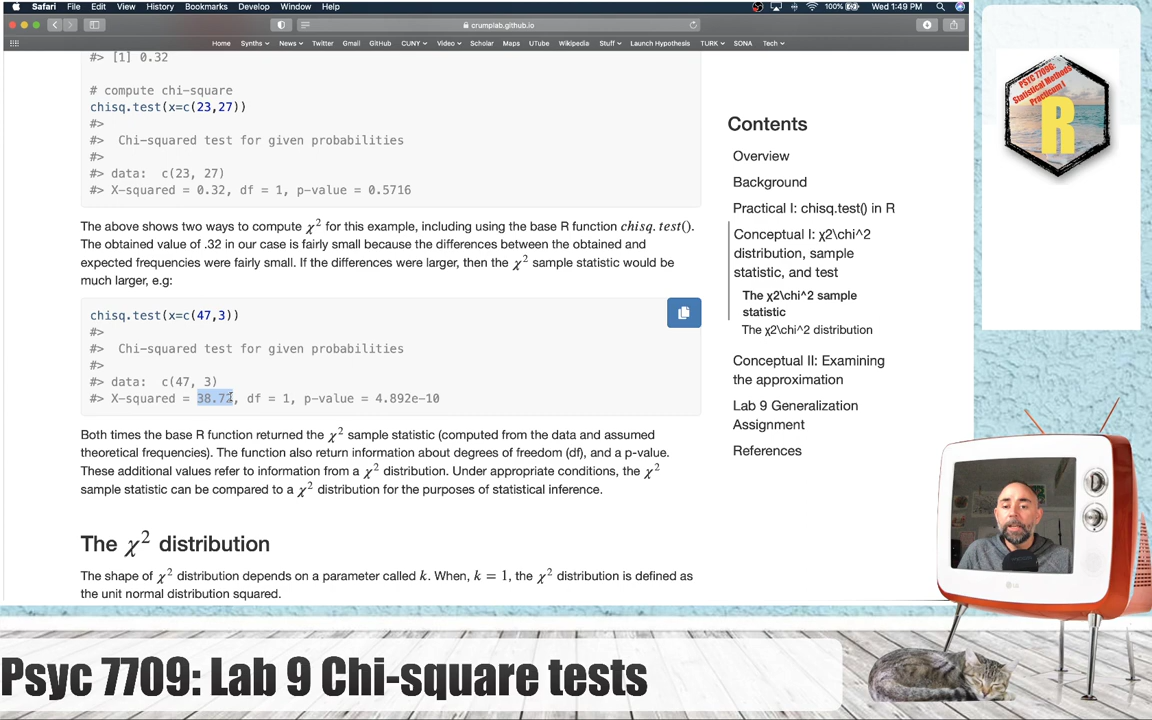 Safari File Edit View History Bookmarks Develop Window Help 100% Wed 1:49 PM
crumplab.github.io
Home Synths News Twitter Gmail GitHub CUNY Video Scholar Maps UTube Wikipedia Stuff Launch Hypothesis TURK SONA Tech
#> [1] 0.32
# compute chi-square
chisq.test(x=c(23,27))
#>
#> Chi-squared test for given probabilities
#>
#> data: c(23, 27)
#> X-squared = 0.32, df = 1, p-value = 0.5716
The above shows two ways to compute χ² for this example, including using the base R function chisq.test().
The obtained value of .32 in our case is fairly small because the differences between the obtained and
expected frequencies were fairly small. If the differences were larger, then the χ² sample statistic would be
much larger, e.g:
chisq.test(x=c(47,3))
#>
#> Chi-squared test for given probabilities
#>
#> data: c(47, 3)
#> X-squared = 38.72, df = 1, p-value = 4.892e-10
Both times the base R function returned the χ² sample statistic (computed from the data and assumed
theoretical frequencies). The function also return information about degrees of freedom (df), and a p-value.
These additional values refer to information from a χ² distribution. Under appropriate conditions, the χ²
sample statistic can be compared to a χ² distribution for the purposes of statistical inference.
The χ² distribution
The shape of χ² distribution depends on a parameter called k. When, k = 1, the χ² distribution is defined as
the unit normal distribution squared.
Contents
Overview
Background
Practical I: chisq.test() in R
Conceptual I: χ2\chi^2
distribution, sample
statistic, and test
The χ2\chi^2 sample
statistic
The χ2\chi^2 distribution
Conceptual II: Examining
the approximation
Lab 9 Generalization
Assignment
References
PSYC 7709G:
Statistical Methods
Practicum I
R
LG
Psyc 7709: Lab 9 Chi-square tests